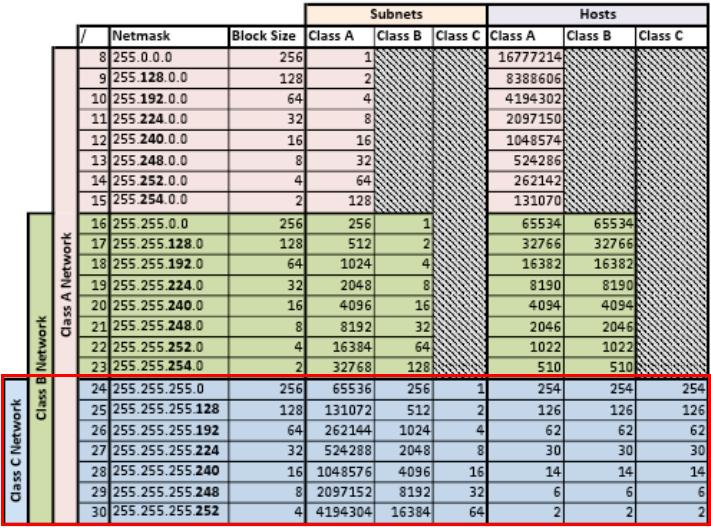 Subnets Hosts
/ Netmask Block Size Class A Class B Class C Class A Class B Class C
8 255.0.0.0 256 1 16777214
9 255.128.0.0 128 2 8388606
10 255.192.0.0 64 4 4194302
11 255.224.0.0 32 8 2097150
12 255.240.0.0 16 16 1048574
13 255.248.0.0 8 32 524286
14 255.252.0.0 4 64 262142
15 255.254.0.0 2 128 131070
16 255.255.0.0 256 256 1 65534 65534
17 255.255.128.0 128 512 2 32766 32766
18 255.255.192.0 64 1024 4 16382 16382
19 255.255.224.0 32 2048 8 8190 8190
20 255.255.240.0 16 4096 16 4094 4094
21 255.255.248.0 8 8192 32 2046 2046
22 255.255.252.0 4 16384 64 1022 1022
23 255.255.254.0 2 32768 128 510 510
24 255.255.255.0 256 65536 256 1 254 254 254
25 255.255.255.128 128 131072 512 2 126 126 126
26 255.255.255.192 64 262144 1024 4 62 62 62
27 255.255.255.224 32 524288 2048 8 30 30 30
28 255.255.255.240 16 1048576 4096 16 14 14 14
29 255.255.255.248 8 2097152 8192 32 6 6 6
30 255.255.255.252 4 4194304 16384 64 2 2 2
Class A Network
Class B Network
Class C Network